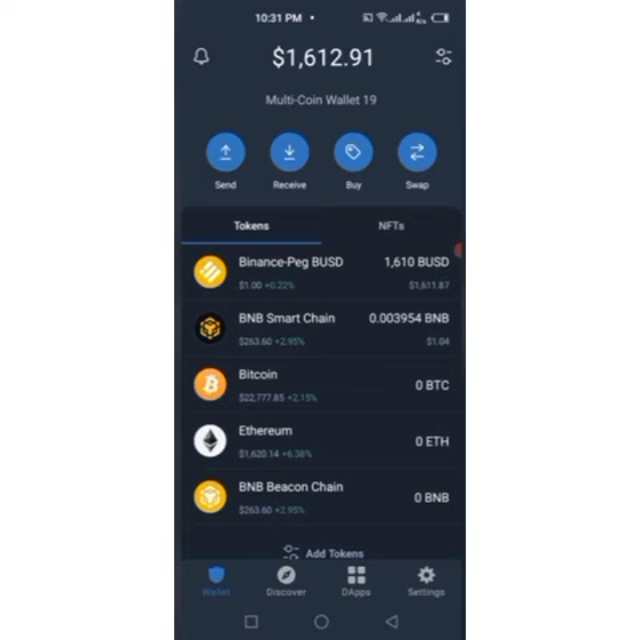 10:31 PM •
$1,612.91
Multi-Coin Wallet 19
Send Receive Buy Swap
Tokens NFTs
Binance-Peg BUSD 1,610 BUSD
$1.00 +0.22% $1,611.87
BNB Smart Chain 0.003954 BNB
$263.60 +2.95% $1.04
Bitcoin
0 BTC
$22,777.85 +2.15%
Ethereum
0 ETH
$1,620.14 +6.38%
BNB Beacon Chain
0 BNB
$263.60 +2.95%
Add Tokens
Wallet Discover DApps Settings